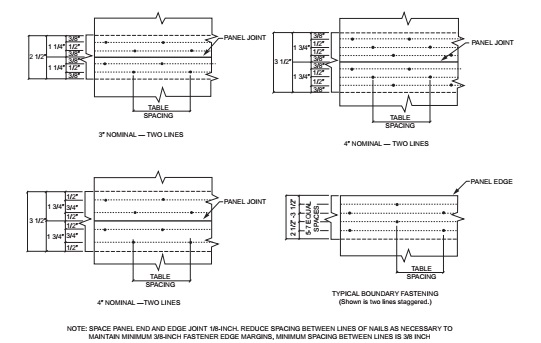 3/8"
1 1/4" 1/2"
3/8"
2 1/2"
3/8"
1 1/4" 1/2"
3/8"
PANEL JOINT
TABLE
SPACING
3" NOMINAL — TWO LINES
3/8"
1/2"
1 3/4"
1/2"
3/8"
3 1/2"
3/8"
1/2"
1 3/4"
1/2"
3/8"
PANEL JOINT
TABLE
SPACING
4" NOMINAL — TWO LINES
1/2"
1 3/4" 3/4"
1/2"
3 1/2"
1/2"
1 3/4" 3/4"
1/2"
PANEL JOINT
TABLE
SPACING
4" NOMINAL — TWO LINES
PANEL EDGE
2 1/2" -3 1/2"
5-7 EQUAL
SPACES
TABLE
SPACING
TYPICAL BOUNDARY FASTENING
(Shown is two lines staggered.)
NOTE: SPACE PANEL END AND EDGE JOINT 1/8-INCH. REDUCE SPACING BETWEEN LINES OF NAILS AS NECESSARY TO
MAINTAIN MINIMUM 3/8-INCH FASTENER EDGE MARGINS, MINIMUM SPACING BETWEEN LINES IS 3/8 INCH